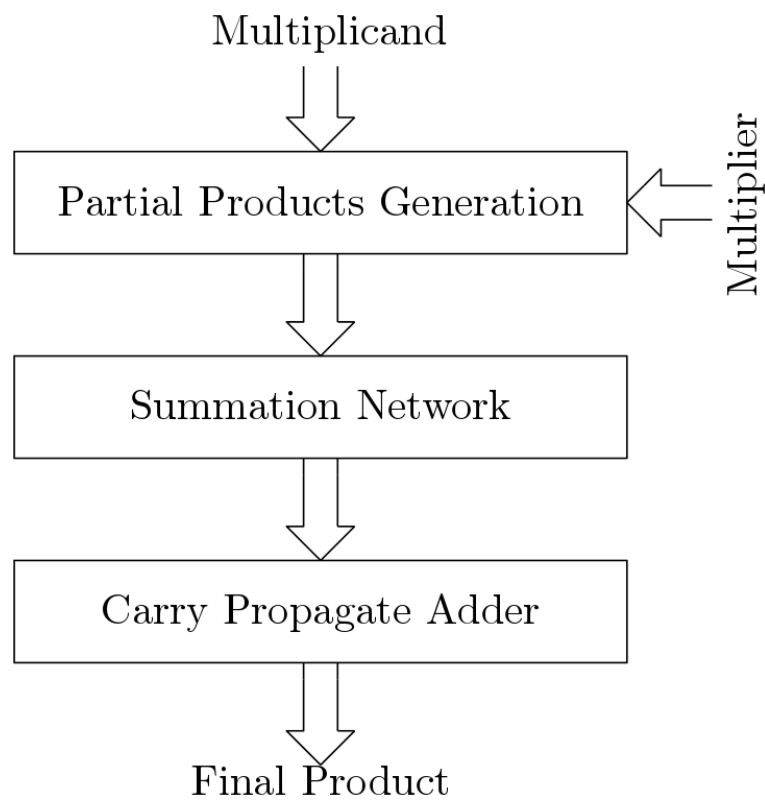 Multiplicand
Partial Products Generation
Multiplier
Summation Network
Carry Propagate Adder
Final Product